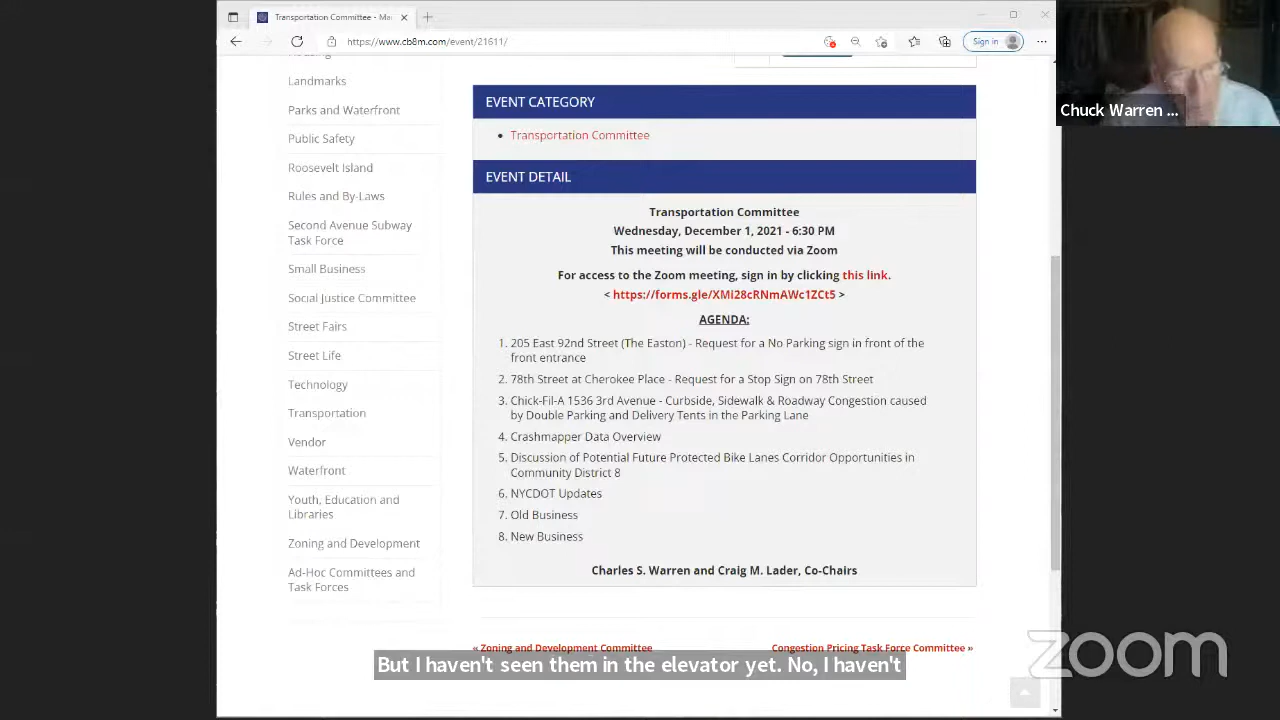 Transportation Committee - Ma
https://www.cb8m.com/event/21611/
Sign in
Landmarks
Parks and Waterfront
Public Safety
Roosevelt Island
Rules and By-Laws
Second Avenue Subway
Task Force
Small Business
Social Justice Committee
Street Fairs
Street Life
Technology
Transportation
Vendor
Waterfront
Youth, Education and
Libraries
Zoning and Development
Ad-Hoc Committees and
Task Forces
EVENT CATEGORY
• Transportation Committee
EVENT DETAIL
Transportation Committee
Wednesday, December 1, 2021 - 6:30 PM
This meeting will be conducted via Zoom
For access to the Zoom meeting, sign in by clicking this link.
< https://forms.gle/XMi28cRNmAWc1ZCt5 >
AGENDA:
1. 205 East 92nd Street (The Easton) - Request for a No Parking sign in front of the
front entrance
2. 78th Street at Cherokee Place - Request for a Stop Sign on 78th Street
3. Chick-Fil-A 1536 3rd Avenue - Curbside, Sidewalk & Roadway Congestion caused
by Double Parking and Delivery Tents in the Parking Lane
4. Crashmapper Data Overview
5. Discussion of Potential Future Protected Bike Lanes Corridor Opportunities in
Community District 8
6. NYCDOT Updates
7. Old Business
8. New Business
Charles S. Warren and Craig M. Lader, Co-Chairs
« Zoning and Development Committee
Congestion Pricing Task Force Committee »
But I haven't seen them in the elevator yet. No, I haven't
Chuck Warren ...
zoom